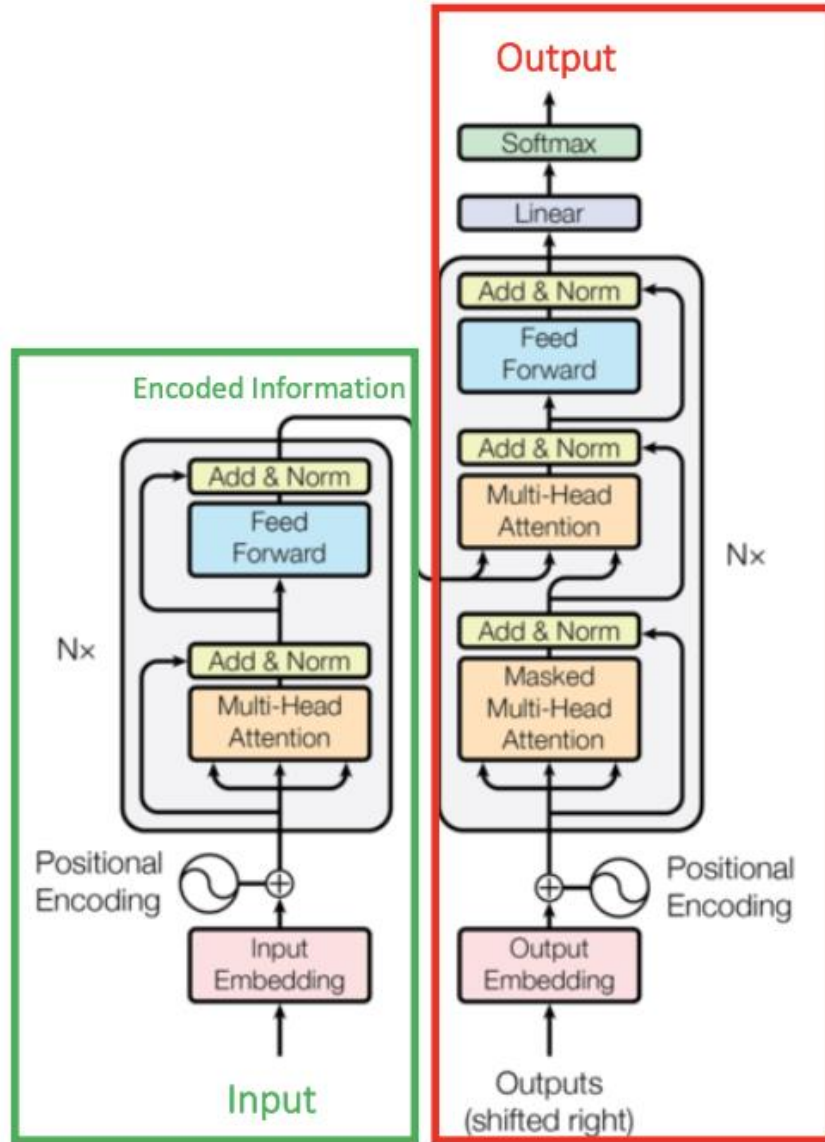 Output
Softmax
Linear
Add & Norm
Feed
Forward
Add & Norm
Multi-Head
Attention
Nx
Add & Norm
Masked
Multi-Head
Attention
Positional
Encoding
Output
Embedding
Outputs
(shifted right)
Encoded Information
Add & Norm
Feed
Forward
Nx
Add & Norm
Multi-Head
Attention
Positional
Encoding
Input
Embedding
Input